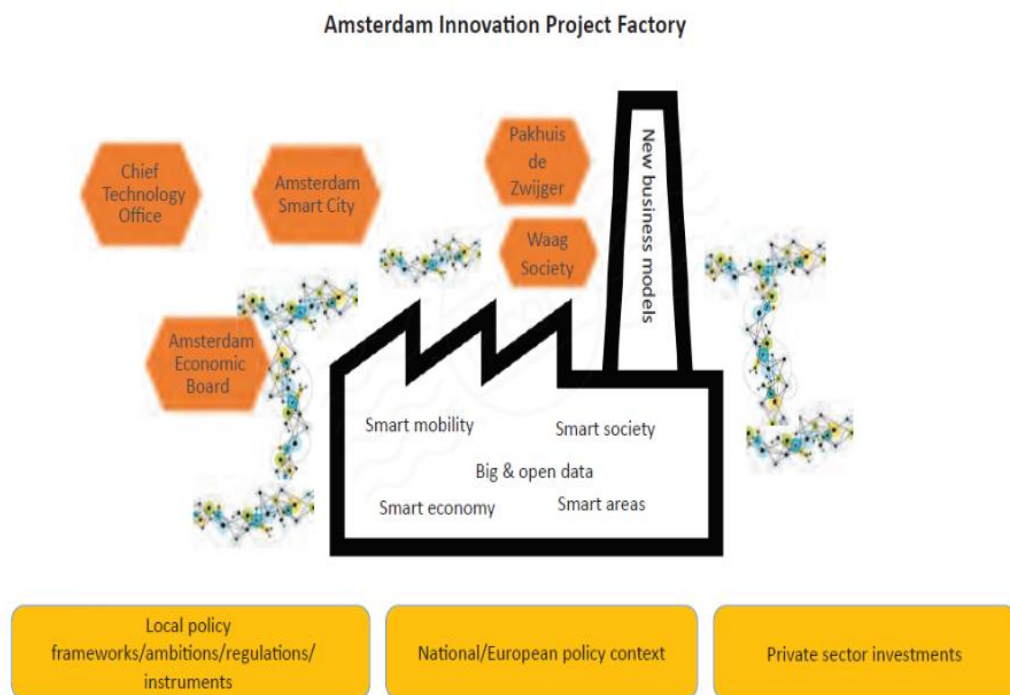 Amsterdam Innovation Project Factory
Chief
Technology
Office
Amsterdam
Smart City
Pakhuis
de
Zwijger
Waag
Society
Amsterdam
Economic
Board
New business models
Smart mobility
Smart society
Big & open data
Smart economy
Smart areas
Local policy
frameworks/ambitions/regulations/
instruments
National/European policy context
Private sector investments